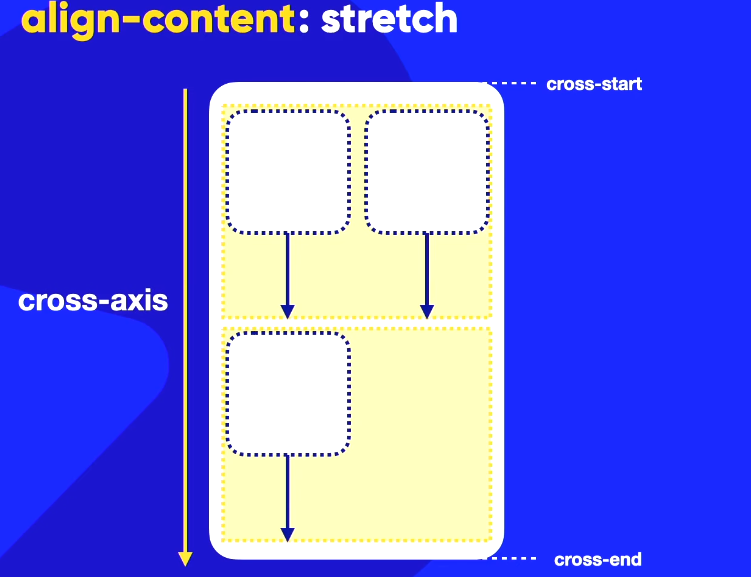 align-content: stretch
cross-start
cross-axis
cross-end